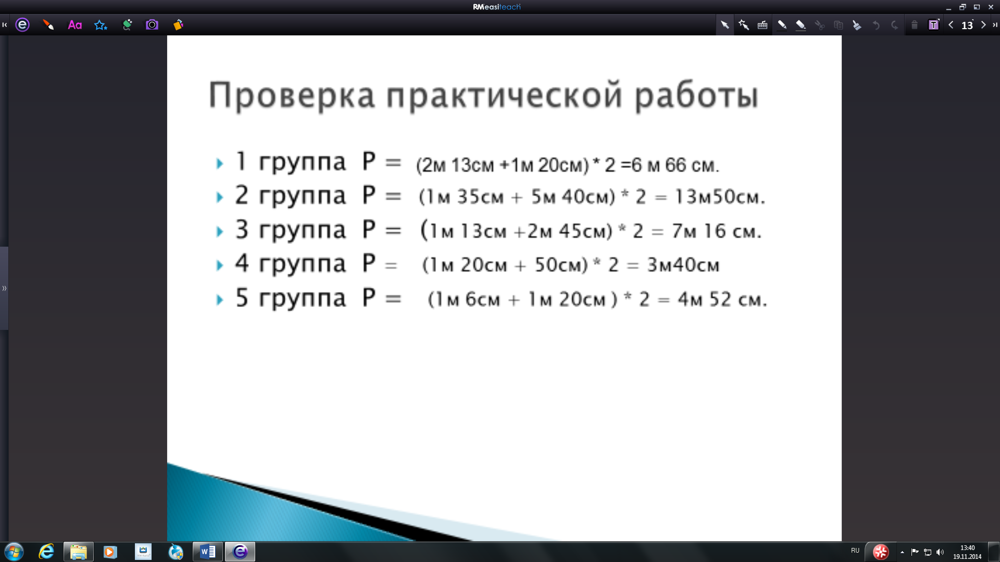 RMeasiteach
Aa
T
13
Проверка практической работы
1 группа Р = (2м 13см +1м 20см) * 2 =6 м 66 см.
2 группа Р = (1м 35см + 5м 40см) * 2 = 13м50см.
3 группа Р = (1м 13см +2м 45см) * 2 = 7м 16 см.
4 группа Р = (1м 20см + 50см) * 2 = 3м40см
5 группа Р = (1м 6см + 1м 20см ) * 2 = 4м 52 см.
RU
13:40
19.11.2014